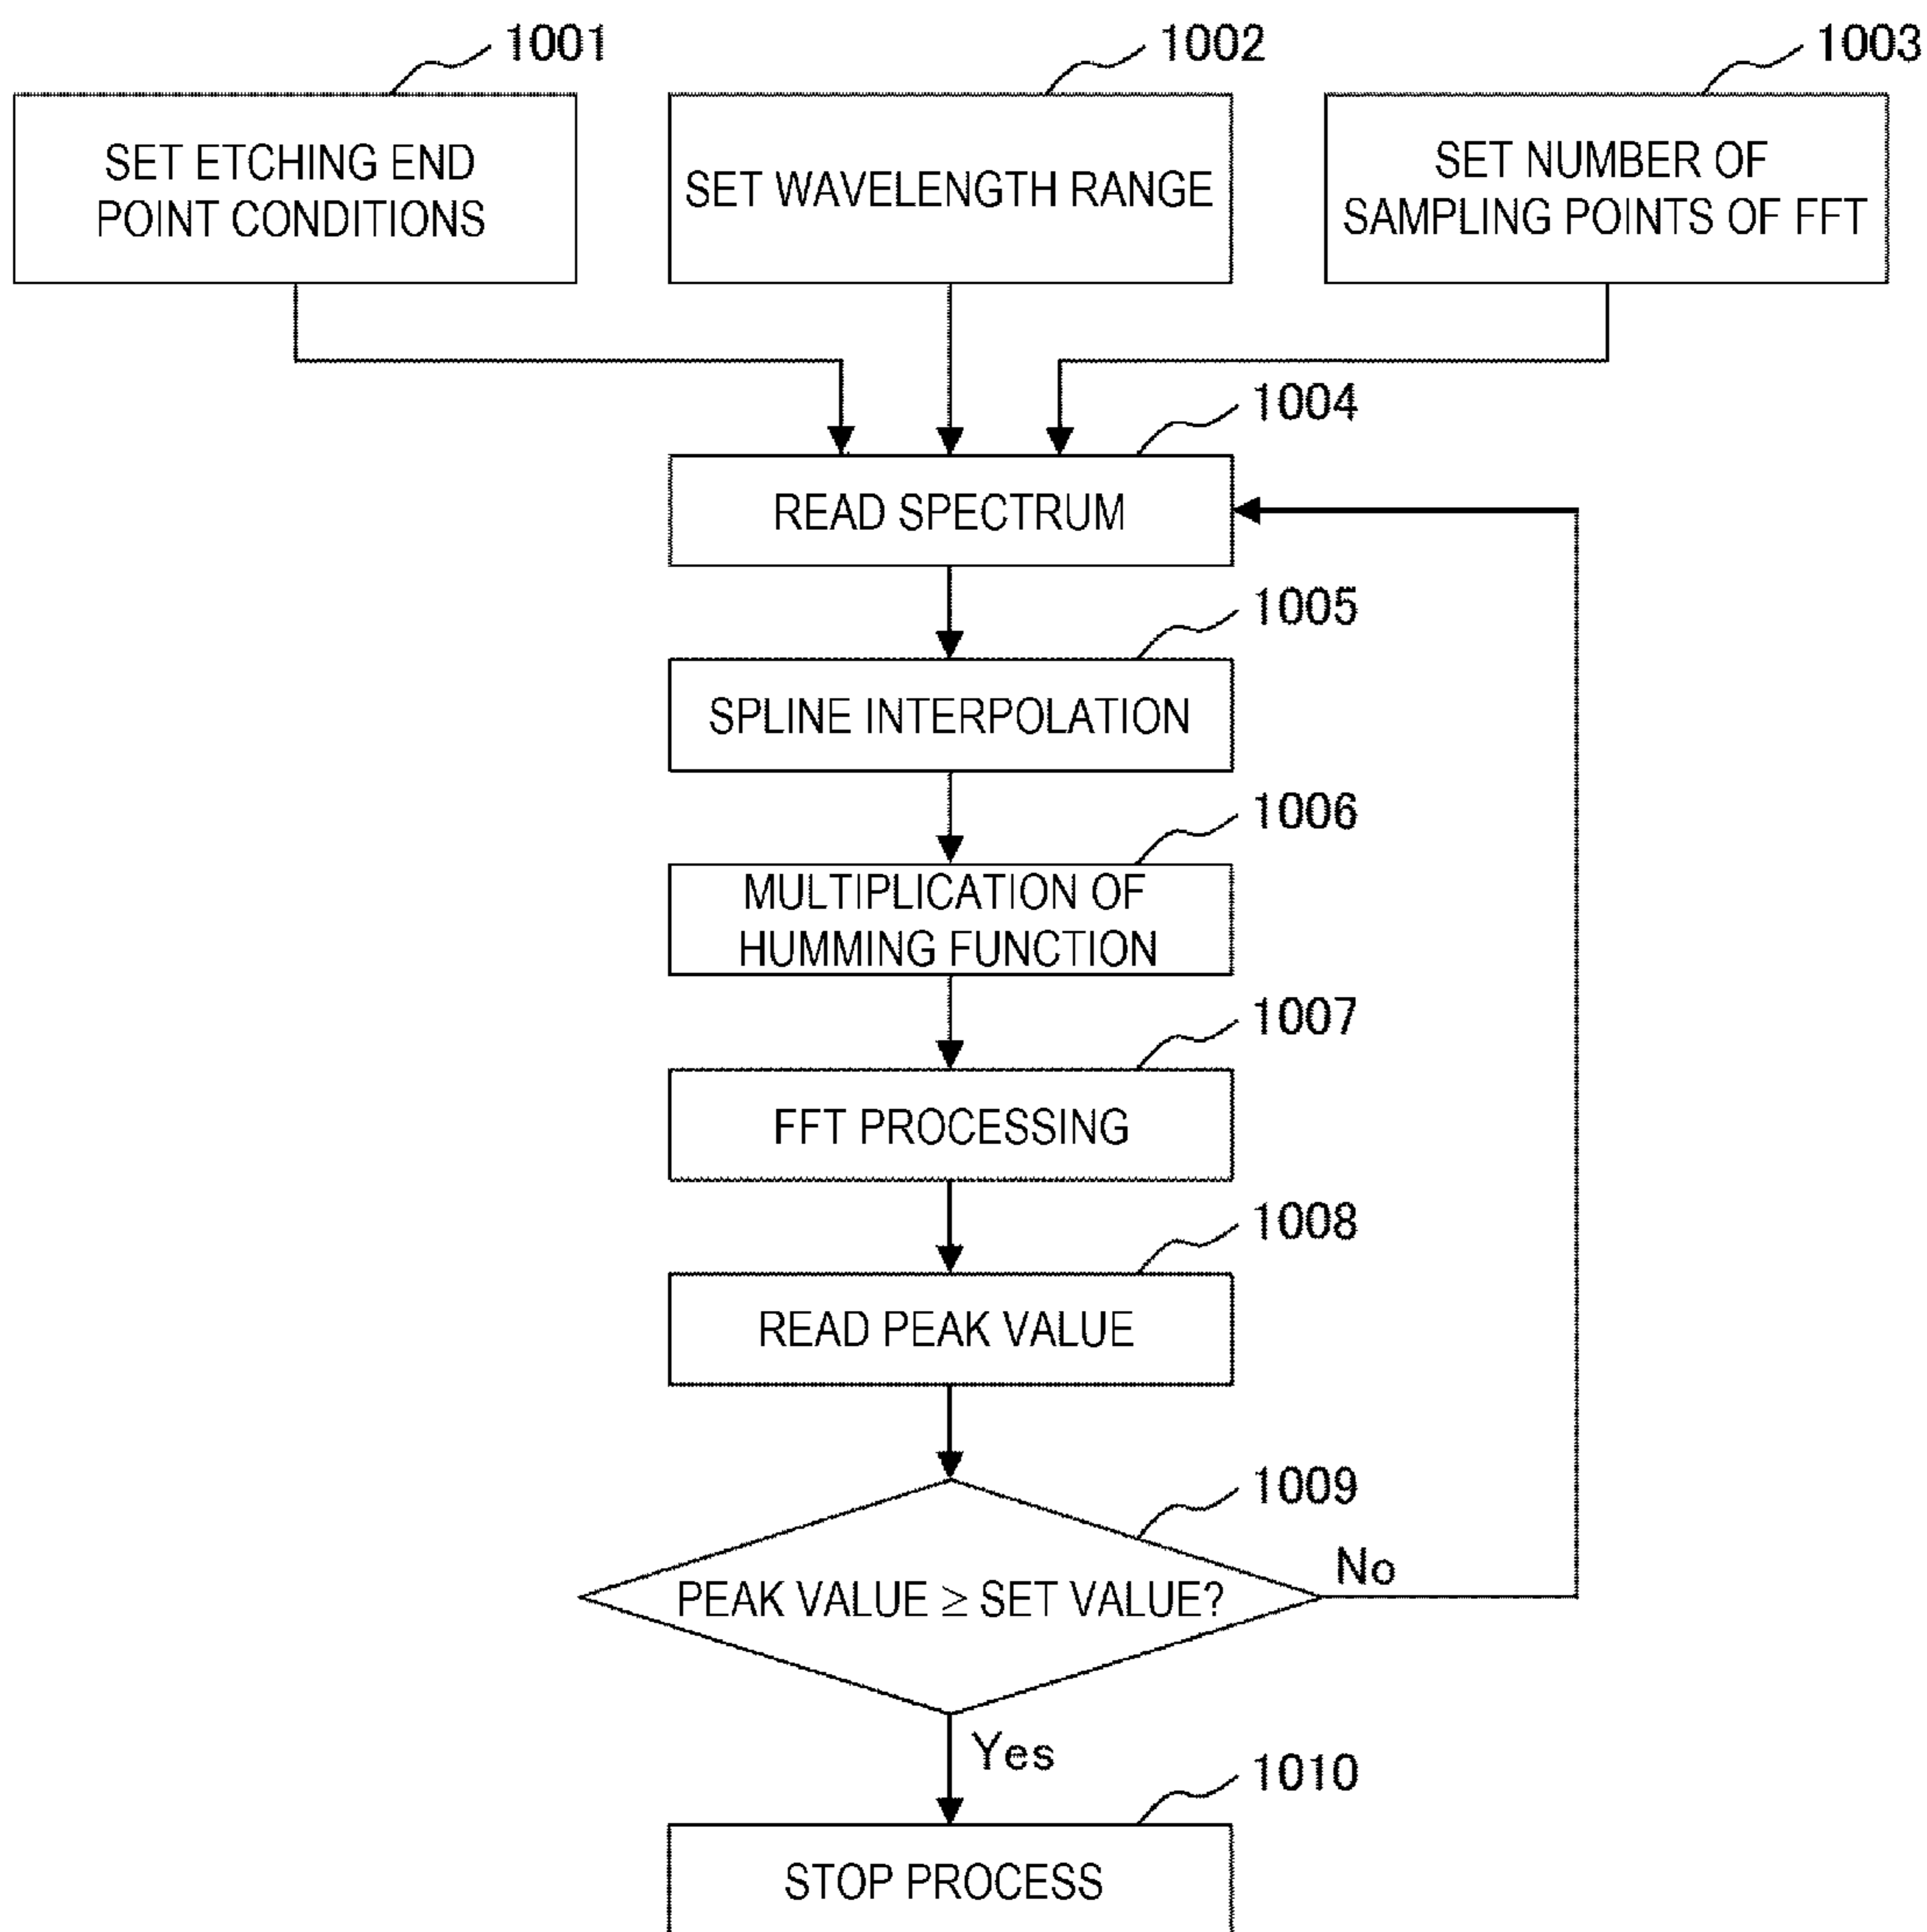 1001
1002
1003
SET ETCHING END
POINT CONDITIONS
SET WAVELENGTH RANGE
SET NUMBER OF
SAMPLING POINTS OF FFT
1004
READ SPECTRUM
1005
SPLINE INTERPOLATION
1006
MULTIPLICATION OF
HUMMING FUNCTION
1007
FFT PROCESSING
1008
READ PEAK VALUE
1009
PEAK VALUE ≥ SET VALUE?
No
Yes
1010
STOP PROCESS